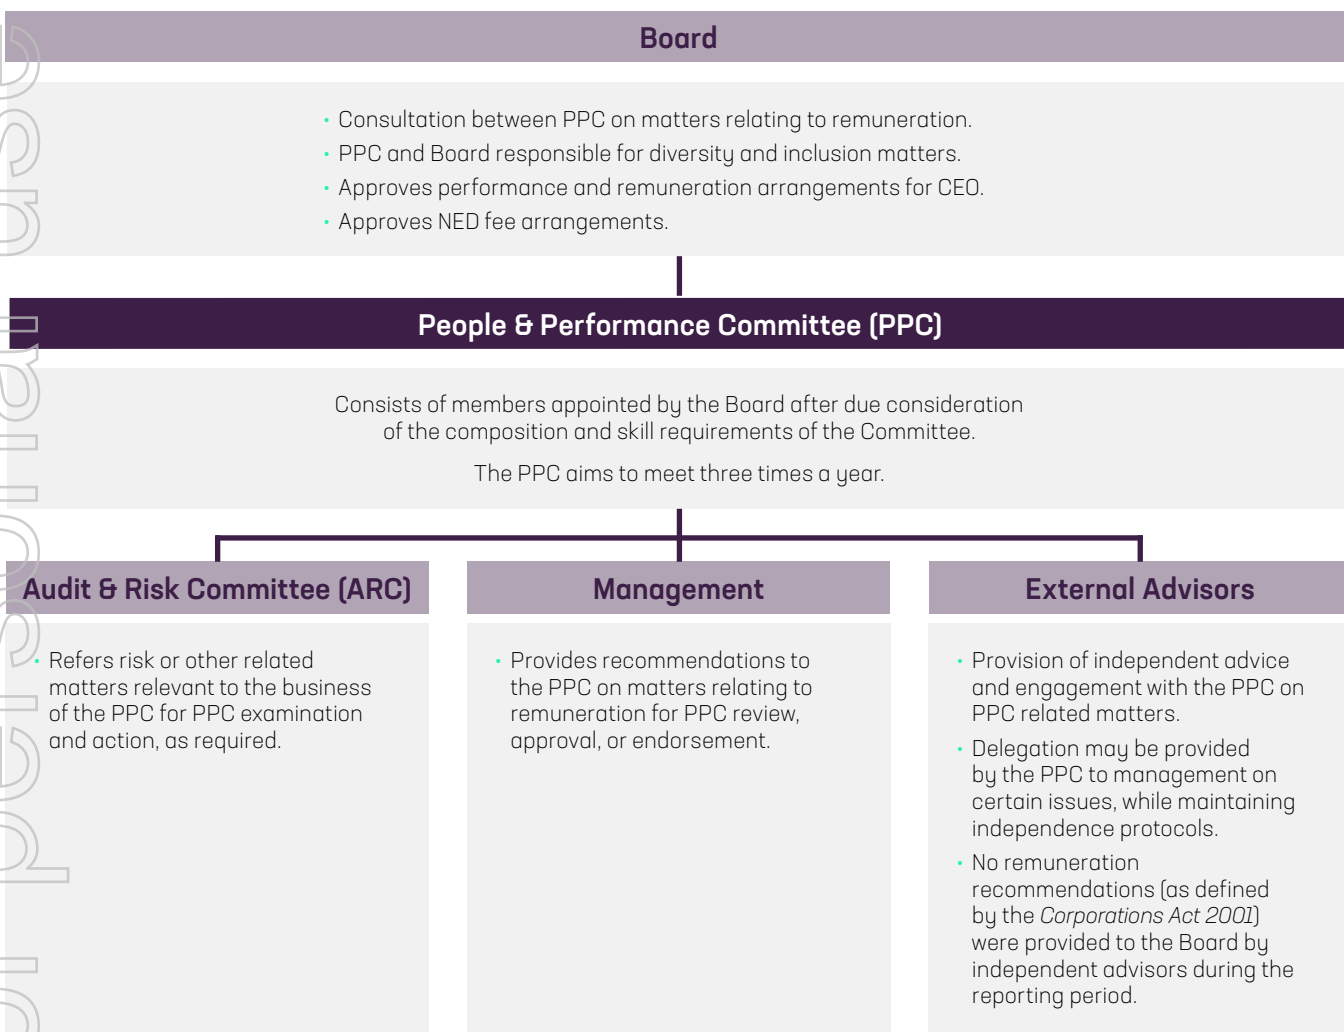 Board
• Consultation between PPC on matters relating to remuneration.
• PPC and Board responsible for diversity and inclusion matters.
• Approves performance and remuneration arrangements for CEO.
• Approves NED fee arrangements.
People & Performance Committee (PPC)
Consists of members appointed by the Board after due consideration
of the composition and skill requirements of the Committee.
The PPC aims to meet three times a year.
Audit & Risk Committee (ARC)
• Refers risk or other related
matters relevant to the business
of the PPC for PPC examination
and action, as required.
Management
• Provides recommendations to
the PPC on matters relating to
remuneration for PPC review,
approval, or endorsement.
External Advisors
• Provision of independent advice
and engagement with the PPC on
PPC related matters.
• Delegation may be provided
by the PPC to management on
certain issues, while maintaining
independence protocols.
• No remuneration
recommendations (as defined
by the Corporations Act 2001)
were provided to the Board by
independent advisors during the
reporting period.
personal use